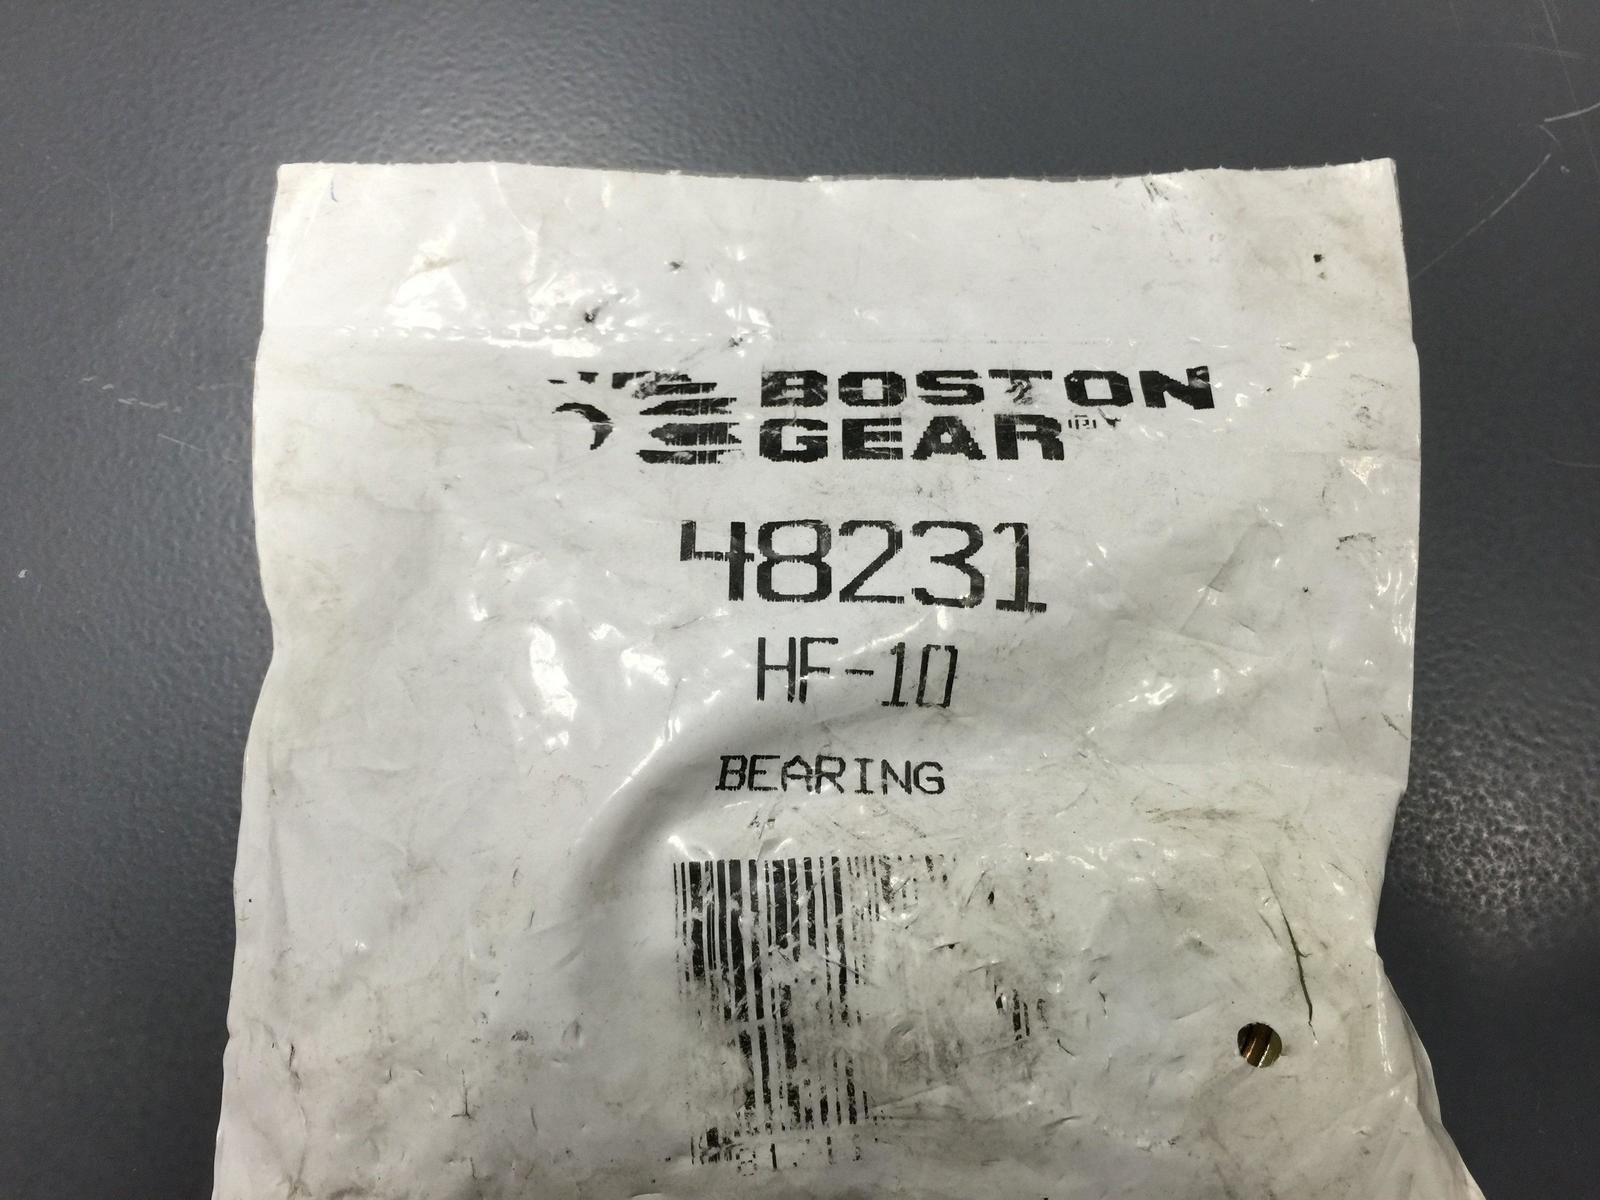 BOSTON
GEAR®
48231
HF-10
BEARING